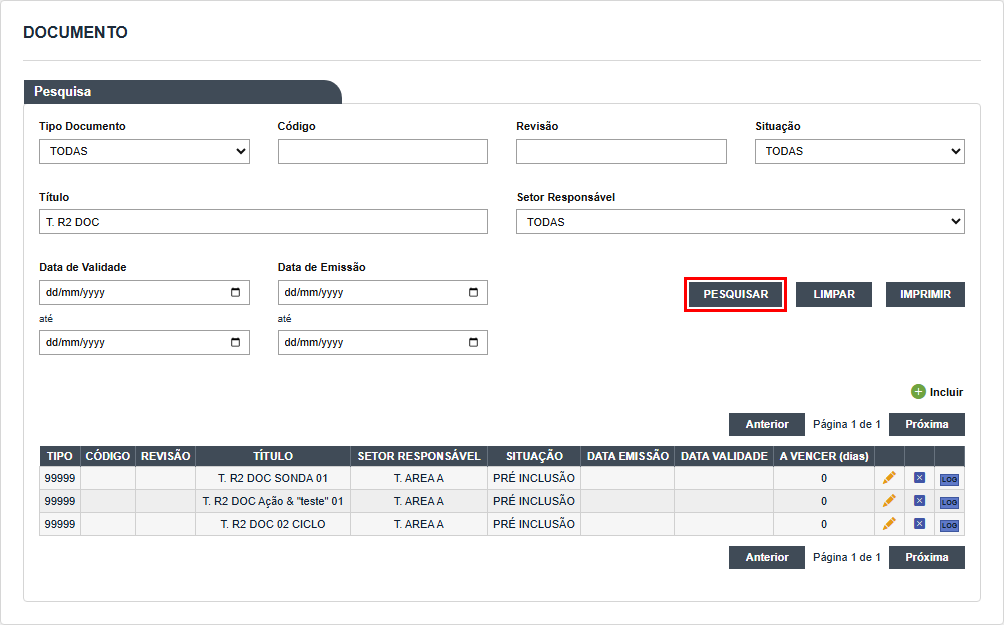 DOCUMENTO
Pesquisa
Tipo Documento Código Revisão Situação
TODAS TODAS
Título Setor Responsável
T. R2 DOC TODAS
Data de Validade Data de Emissão
dd/mm/yyyy dd/mm/yyyy PESQUISAR LIMPAR IMPRIMIR
até até
dd/mm/yyyy dd/mm/yyyy
Incluir
Anterior Página 1 de 1 Próxima
TIPO CÓDIGO REVISÃO TÍTULO SETOR RESPONSÁVEL SITUAÇÃO DATA EMISSÃO DATA VALIDADE A VENCER (dias)
99999 T. R2 DOC SONDA 01 T. AREA A PRÉ INCLUSÃO 0 LOG
99999 T. R2 DOC Ação & "teste" 01 T. AREA A PRÉ INCLUSÃO 0 LOG
99999 T. R2 DOC 02 CICLO T. AREA A PRÉ INCLUSÃO 0 LOG
Anterior Página 1 de 1 Próxima